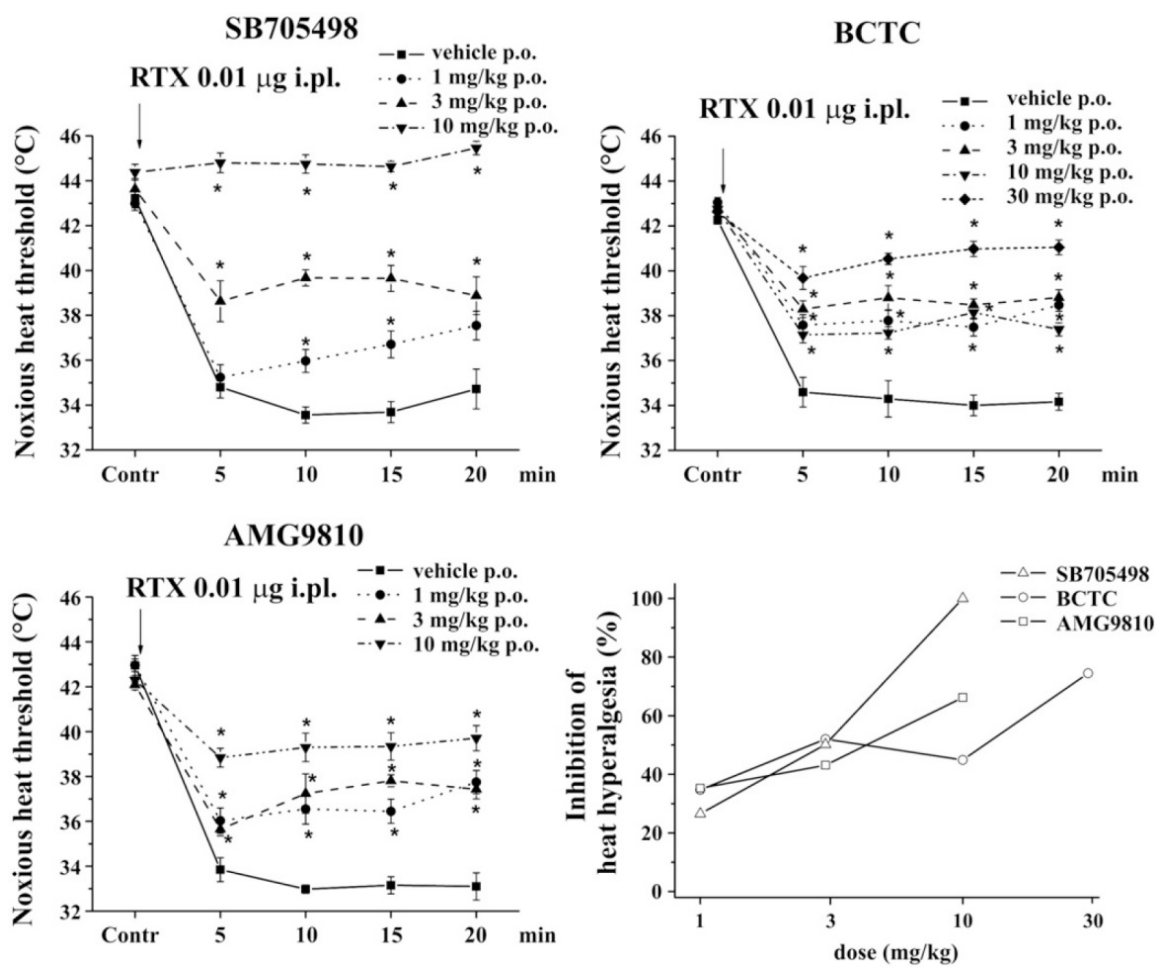 SB705498
RTX 0.01 μg i.pl.
vehicle p.o.
1 mg/kg p.o.
3 mg/kg p.o.
10 mg/kg p.o.
Noxious heat threshold (°C)
46
44
42
40
38
36
34
32
Contr 5 10 15 20 min
* * * *
* * * *
* * *
BCTC
RTX 0.01 μg i.pl.
vehicle p.o.
1 mg/kg p.o.
3 mg/kg p.o.
10 mg/kg p.o.
30 mg/kg p.o.
Noxious heat threshold (°C)
46
44
42
40
38
36
34
32
Contr 5 10 15 20 min
* * * *
* * * *
* * * *
* * * *
AMG9810
RTX 0.01 μg i.pl.
vehicle p.o.
1 mg/kg p.o.
3 mg/kg p.o.
10 mg/kg p.o.
Noxious heat threshold (°C)
46
44
42
40
38
36
34
32
Contr 5 10 15 20 min
* * * *
* * * *
* * * *
SB705498
BCTC
AMG9810
Inhibition of
heat hyperalgesia (%)
100
80
60
40
20
0
1 3 10 30
dose (mg/kg)